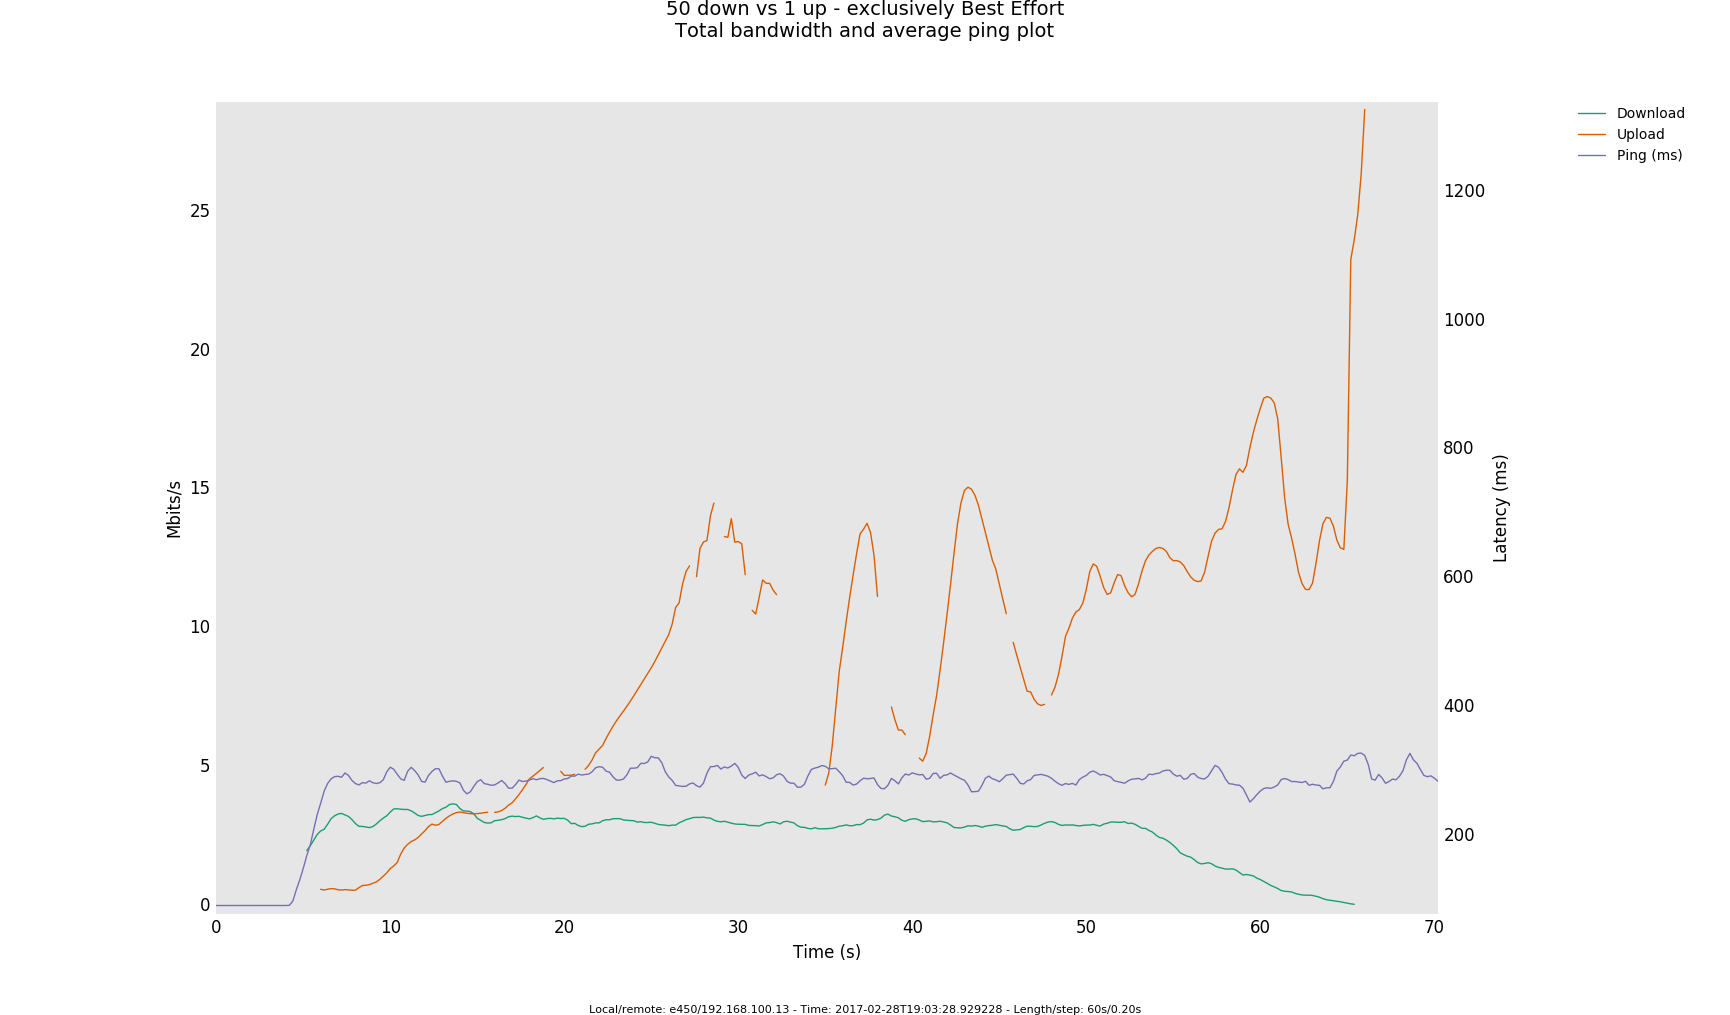 50 down vs 1 up - exclusively Best Effort
Total bandwidth and average ping plot
Download
Upload
Ping (ms)
25
20
15
10
5
0
Mbits/s
1200
1000
800
600
400
200
Latency (ms)
0 10 20 30 40 50 60 70
Time (s)
Local/remote: e450/192.168.100.13 - Time: 2017-02-28T19:03:28.929228 - Length/step: 60s/0.20s